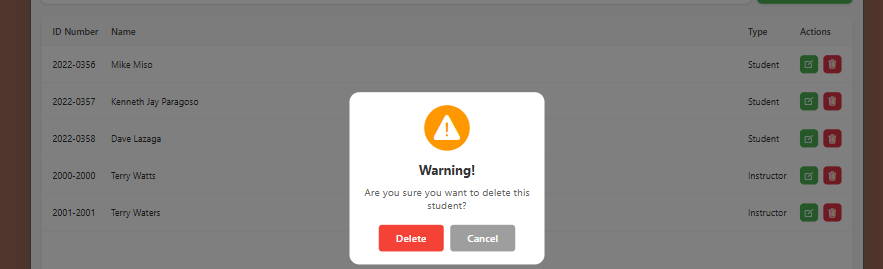 ID Number Name Type Actions
2022-0356 Mike Miso Student
2022-0357 Kenneth Jay Paragoso Student
2022-0358 Dave Lazaga Student
2000-2000 Terry Watts Instructor
2001-2001 Terry Waters Instructor
Warning!
Are you sure you want to delete this
student?
Delete Cancel